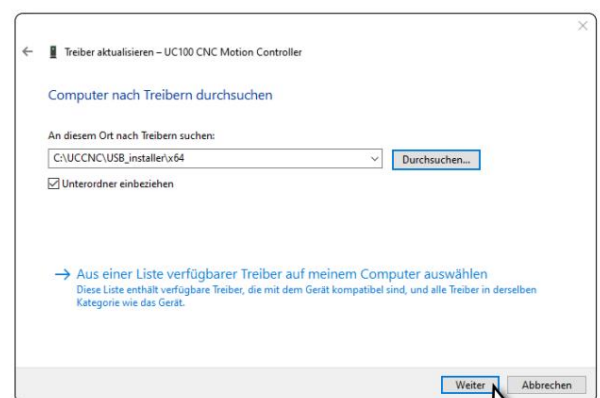 Treiber aktualisieren – UC100 CNC Motion Controller
Computer nach Treibern durchsuchen
An diesem Ort nach Treibern suchen:
C:\UCCNC\USB_installer\x64
Durchsuchen...
Unterordner einbeziehen
Aus einer Liste verfügbarer Treiber auf meinem Computer auswählen
Diese Liste enthält verfügbare Treiber, die mit dem Gerät kompatibel sind, und alle Treiber in derselben
Kategorie wie das Gerät.
Weiter
Abbrechen